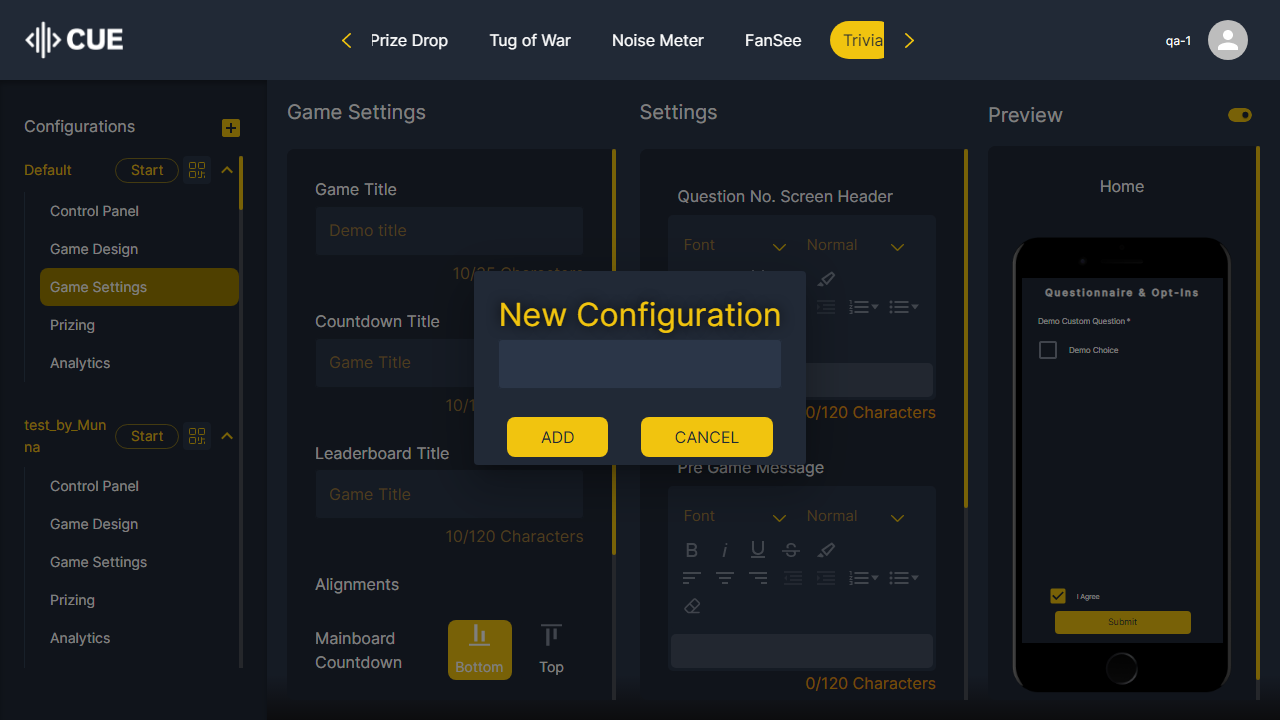 CUE
Prize Drop
Tug of War
Noise Meter
FanSee
Trivia
qa-1
Configurations
Default
Start
Control Panel
Game Design
Game Settings
Prizing
Analytics
test_by_Mun
na
Start
Control Panel
Game Design
Game Settings
Prizing
Analytics
Game Settings
Game Title
Demo title
10/25 Characters
Countdown Title
Game Title
10/1
Leaderboard Title
Game Title
10/120 Characters
Alignments
Mainboard
Countdown
Bottom
Top
New Configuration
ADD
CANCEL
Settings
Question No. Screen Header
Font
Normal
0/120 Characters
Pre Game Message
Font
Normal
B i U S
0/120 Characters
Preview
Home
Questionnaire & Opt-Ins
Demo Custom Question *
Demo Choice
I Agree
Submit